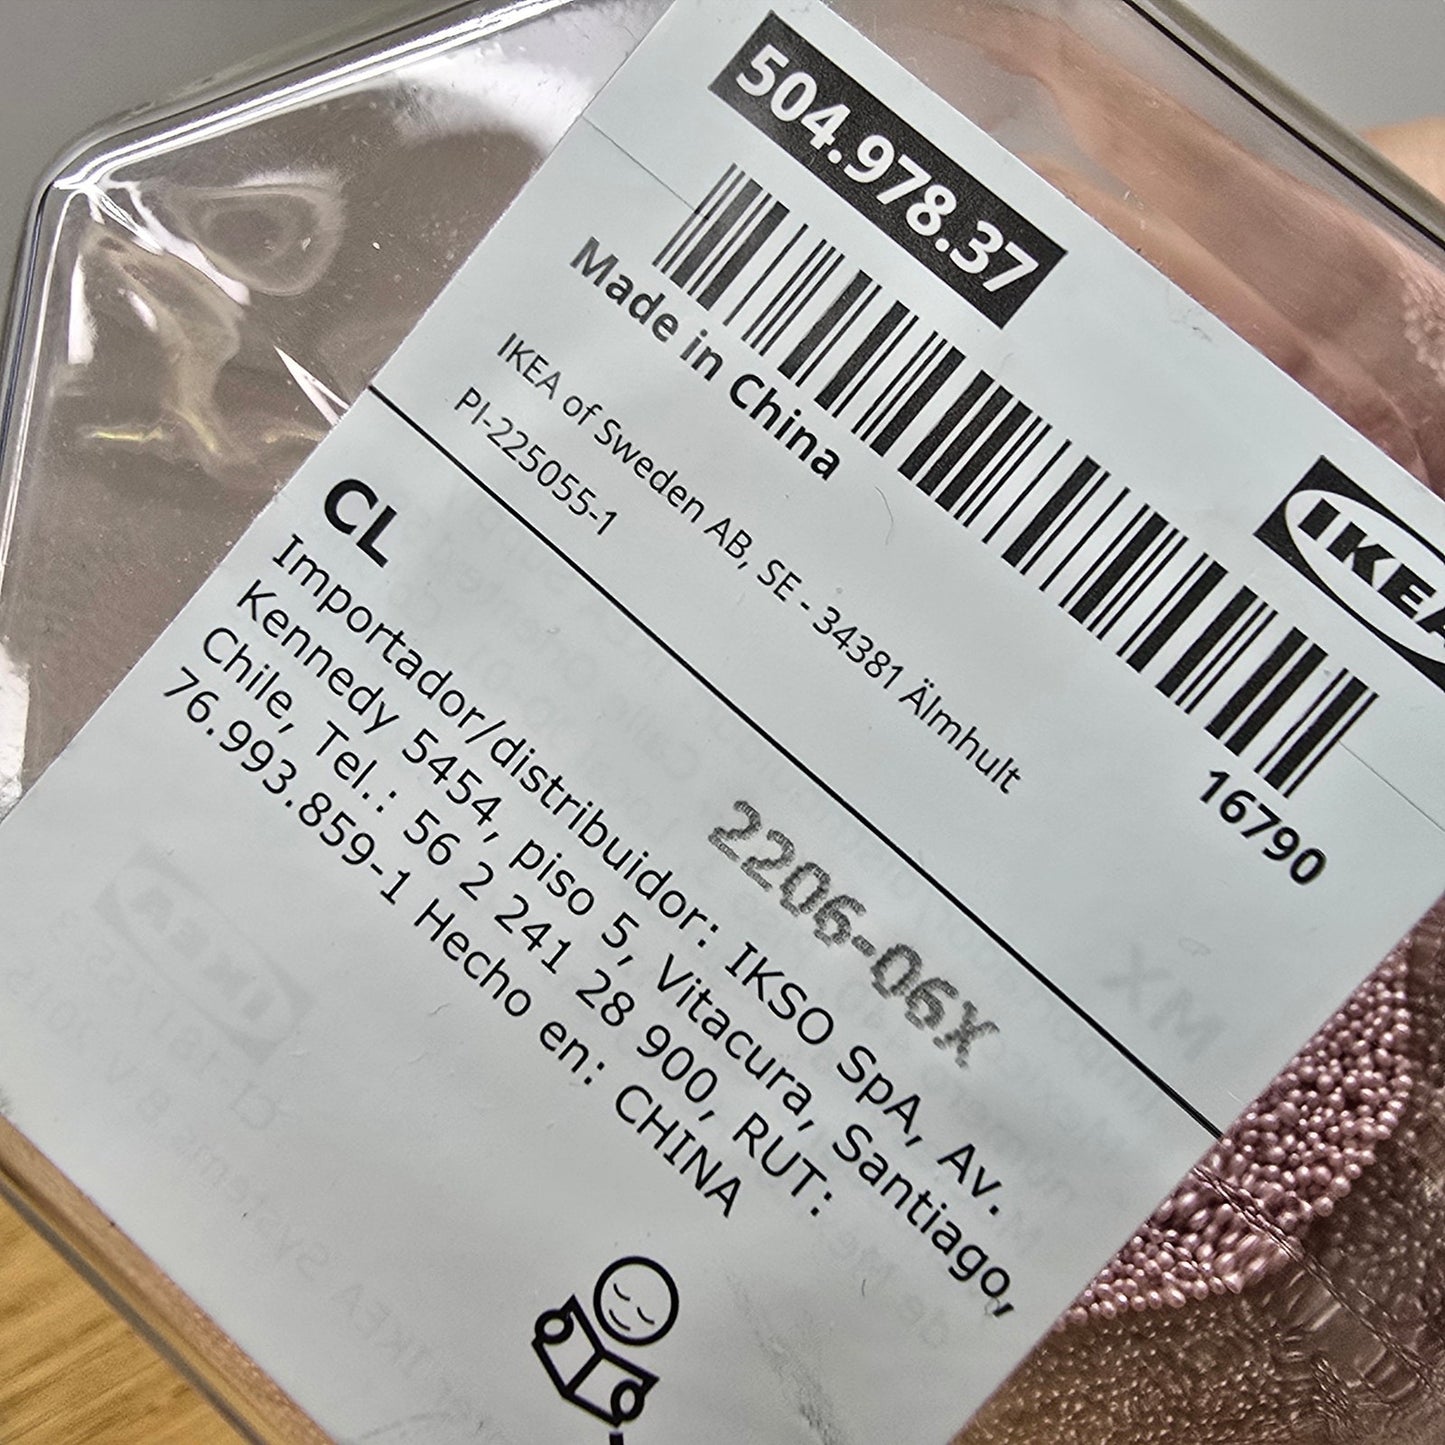 504.978.37
Made in China
16790
IKEA
IKEA of Sweden AB, SE - 34381 Älmhult
PI-225055-1
2206-06X
CL
Importador/distribuidor: IKSO SpA, Av.
Kennedy 5454, piso 5, Vitacura, Santiago,
Chile, Tel.: 56 2 241 28 900, RUT:
76.993.859-1 Hecho en: CHINA